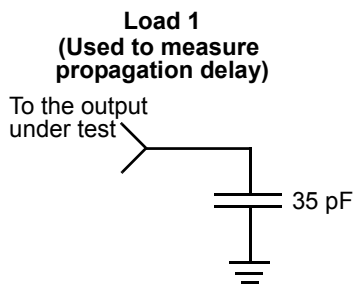 Load 1
(Used to measure
propagation delay)
To the output
under test
35 pF